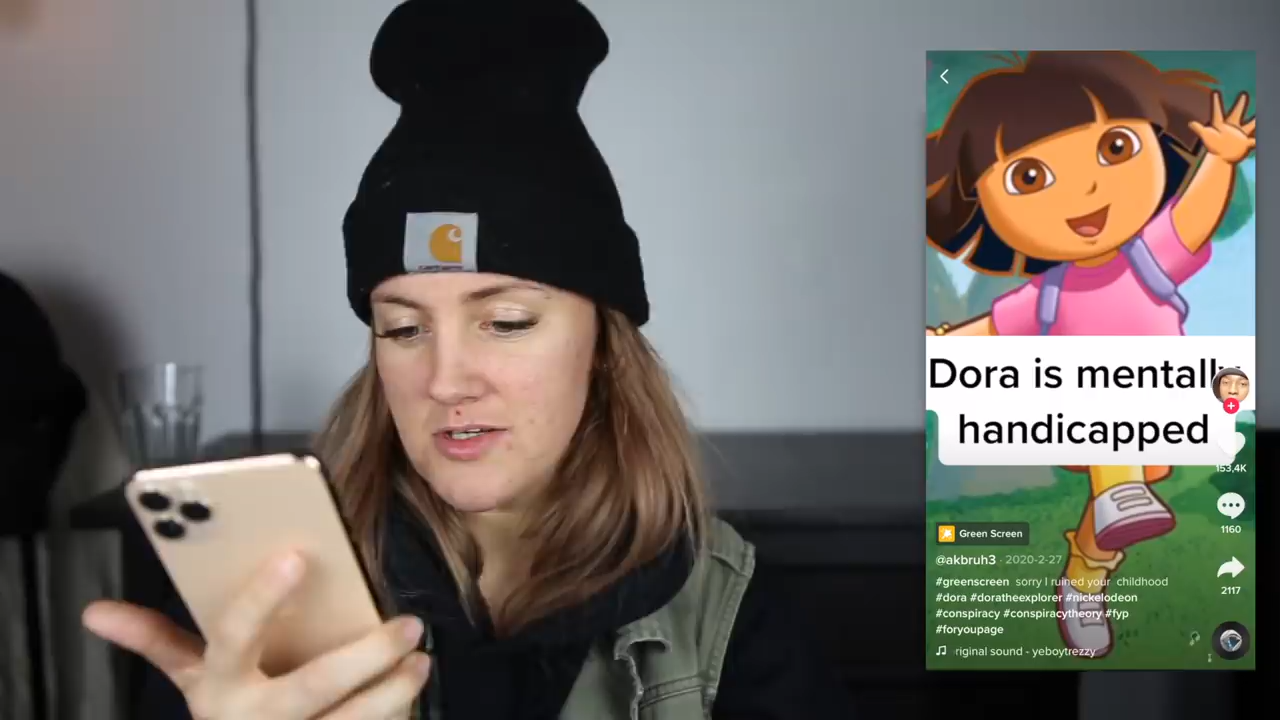 Dora is mentally
handicapped
153,4K
1160
Green Screen
@akbruh3 · 2020-2-27
2117
#greenscreen sorry I ruined your childhood
#dora #doratheexplorer #nickelodeon
#conspiracy #conspiracytheory #fyp
#foryoupage
riginal sound - yeboytrezzy